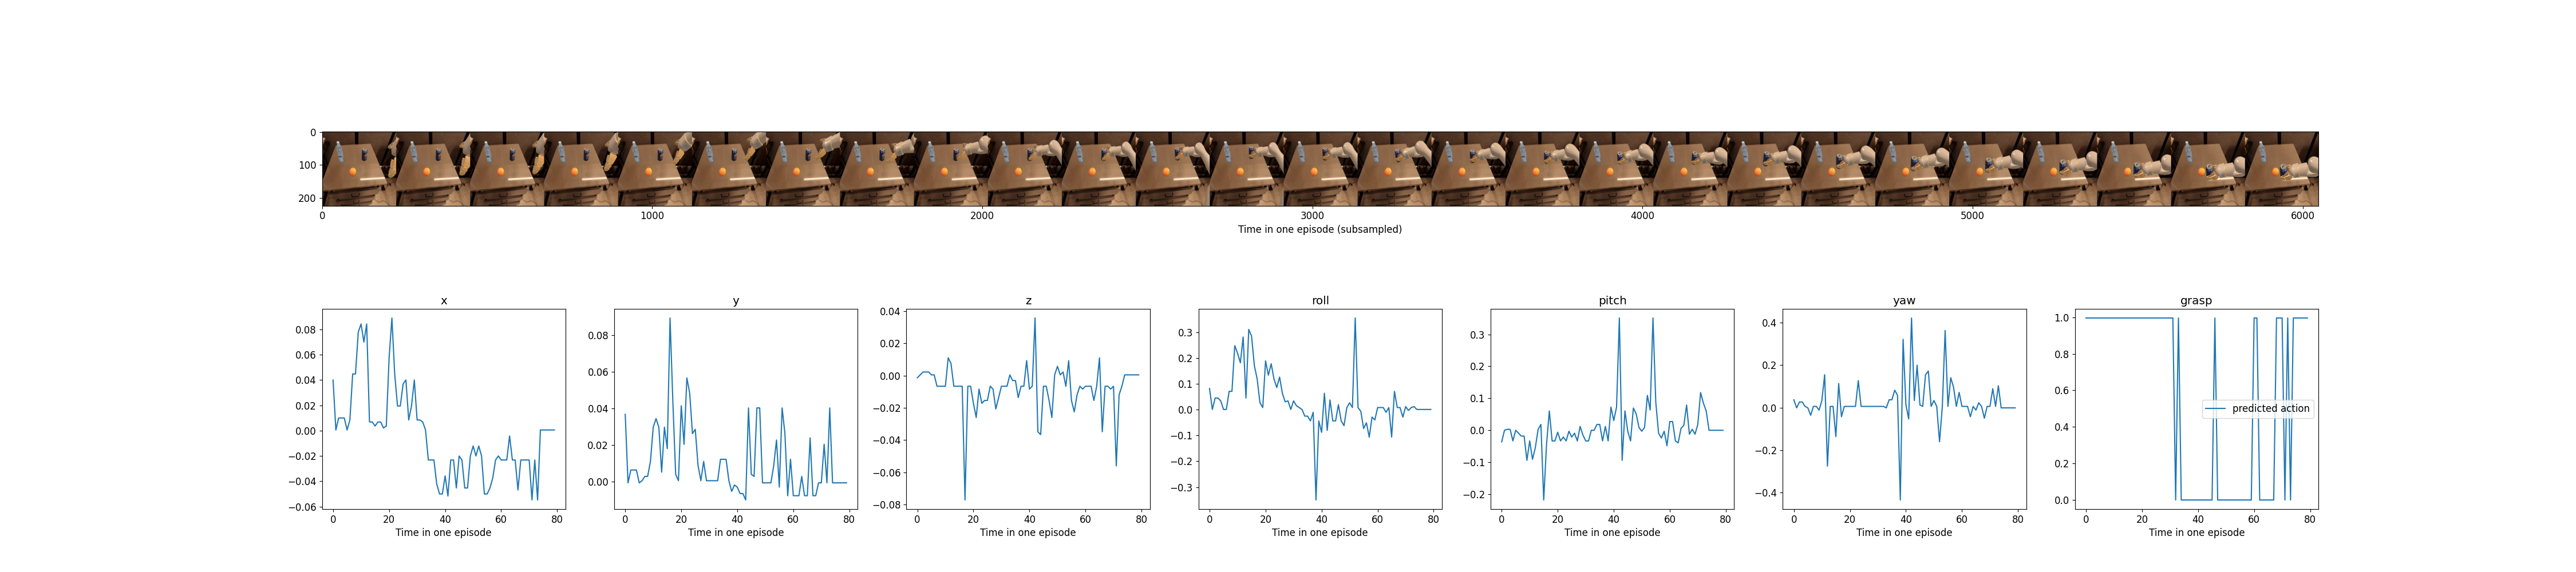 0
100
200
0 1000 2000 3000 4000 5000 6000
Time in one episode (subsampled)
x
0.08
0.06
0.04
0.02
0.00
−0.02
−0.04
−0.06
0 20 40 60 80
Time in one episode
y
0.08
0.06
0.04
0.02
0.00
0 20 40 60 80
Time in one episode
z
0.04
0.02
0.00
−0.02
−0.04
−0.06
−0.08
0 20 40 60 80
Time in one episode
roll
0.3
0.2
0.1
0.0
−0.1
−0.2
−0.3
0 20 40 60 80
Time in one episode
pitch
0.3
0.2
0.1
0.0
−0.1
−0.2
0 20 40 60 80
Time in one episode
yaw
0.4
0.2
0.0
−0.2
−0.4
0 20 40 60 80
Time in one episode
grasp
1.0
0.8
0.6
0.4
0.2
0.0
predicted action
0 20 40 60 80
Time in one episode